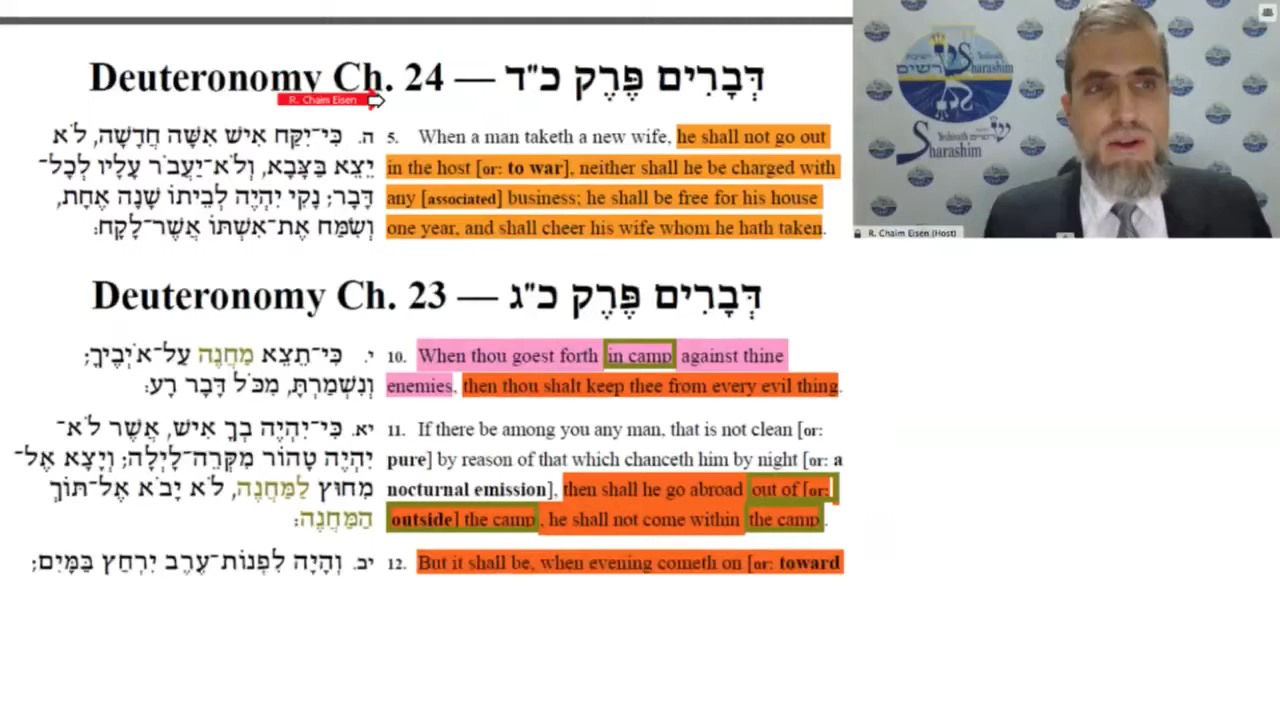 Deuteronomy Ch. 24 — דְּבָרִים פֶּרֶק כ"ד
R. Chaim Eisen
ה. כִּי־יִקַּח אִישׁ אִשָּׁה חֲדָשָׁה, לֹא
יֵצֵא בַּצָּבָא, וְלֹא־יַעֲבֹר עָלָיו לְכָל־
דָּבָר; נָקִי יִהְיֶה לְבֵיתוֹ שָׁנָה אֶחָת,
וְשִׂמַּח אֶת־אִשְׁתּוֹ אֲשֶׁר־לָקָח:
5. When a man taketh a new wife, he shall not go out
in the host [or: to war], neither shall he be charged with
any [associated] business; he shall be free for his house
one year, and shall cheer his wife whom he hath taken.
Deuteronomy Ch. 23 — דְּבָרִים פֶּרֶק כ"ג
י. כִּי־תֵצֵא מַחֲנֶה עַל־אֹיְבֶיךָ;
וְנִשְׁמַרְתָּ, מִכֹּל דָּבָר רָע:
10. When thou goest forth in camp against thine
enemies, then thou shalt keep thee from every evil thing.
יא. כִּי־יִהְיֶה בְךָ אִישׁ, אֲשֶׁר לֹא־
יִהְיֶה טָהוֹר מִקְּרֵה־לָיְלָה; וְיָצָא אֶל־
מִחוּץ לַמַּחֲנֶה, לֹא יָבֹא אֶל־תּוֹךְ
הַמַּחֲנֶה:
11. If there be among you any man, that is not clean [or:
pure] by reason of that which chanceth him by night [or: a
nocturnal emission], then shall he go abroad out of [or:
outside] the camp, he shall not come within the camp.
יב. וְהָיָה לִפְנוֹת־עֶרֶב יִרְחַץ בַּמָּיִם;
12. But it shall be, when evening cometh on [or: toward
ישיבת שרשים
Yeshivath Sharashim
R. Chaim Eisen (Host)